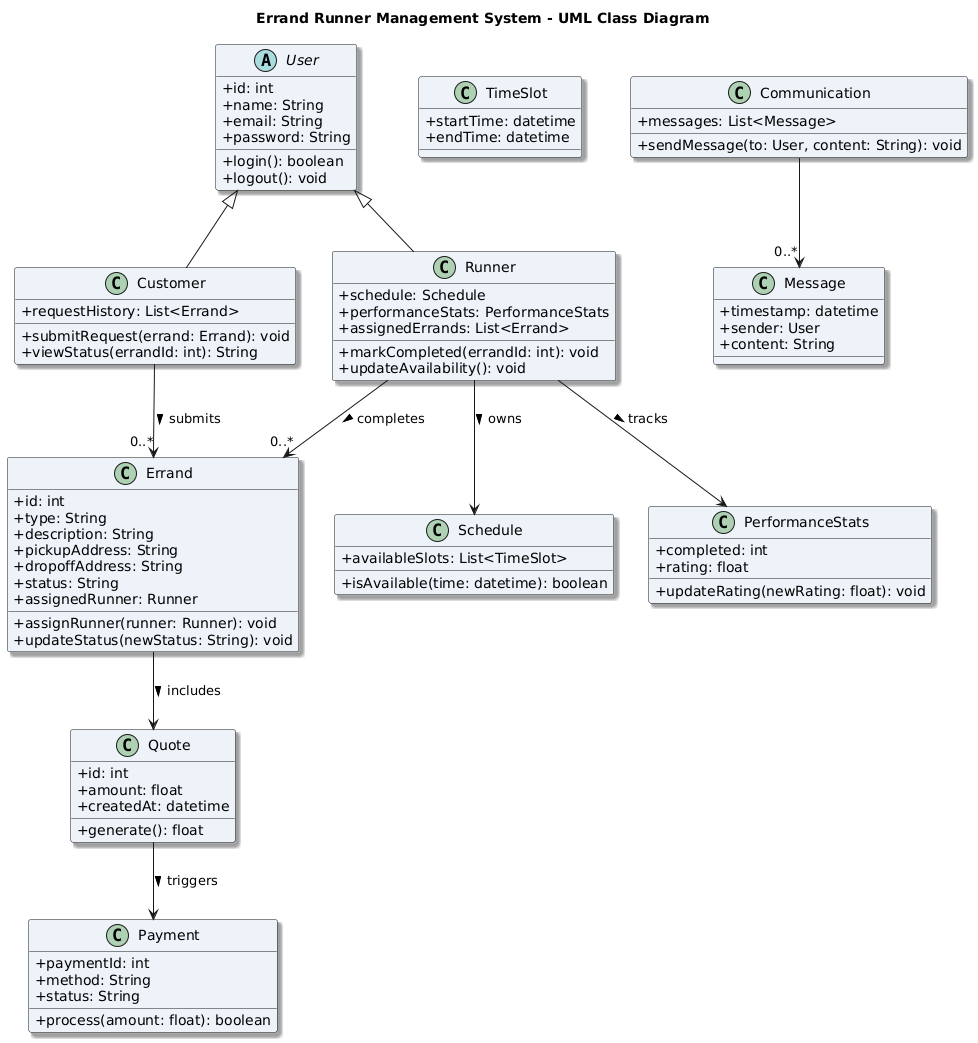 Errand Runner Management System - UML Class Diagram
A User
+id: int
+name: String
+email: String
+password: String
+login(): boolean
+logout(): void
C TimeSlot
+startTime: datetime
+endTime: datetime
C Communication
+messages: List<Message>
+sendMessage(to: User, content: String): void
0..*
C Customer
+requestHistory: List<Errand>
+submitRequest(errand: Errand): void
+viewStatus(errandId: int): String
C Runner
+schedule: Schedule
+performanceStats: PerformanceStats
+assignedErrands: List<Errand>
+markCompleted(errandId: int): void
+updateAvailability(): void
C Message
+timestamp: datetime
+sender: User
+content: String
submits
0..*
completes
0..*
owns
tracks
C Errand
+id: int
+type: String
+description: String
+pickupAddress: String
+dropoffAddress: String
+status: String
+assignedRunner: Runner
+assignRunner(runner: Runner): void
+updateStatus(newStatus: String): void
C Schedule
+availableSlots: List<TimeSlot>
+isAvailable(time: datetime): boolean
C PerformanceStats
+completed: int
+rating: float
+updateRating(newRating: float): void
includes
C Quote
+id: int
+amount: float
+createdAt: datetime
+generate(): float
triggers
C Payment
+paymentId: int
+method: String
+status: String
+process(amount: float): boolean